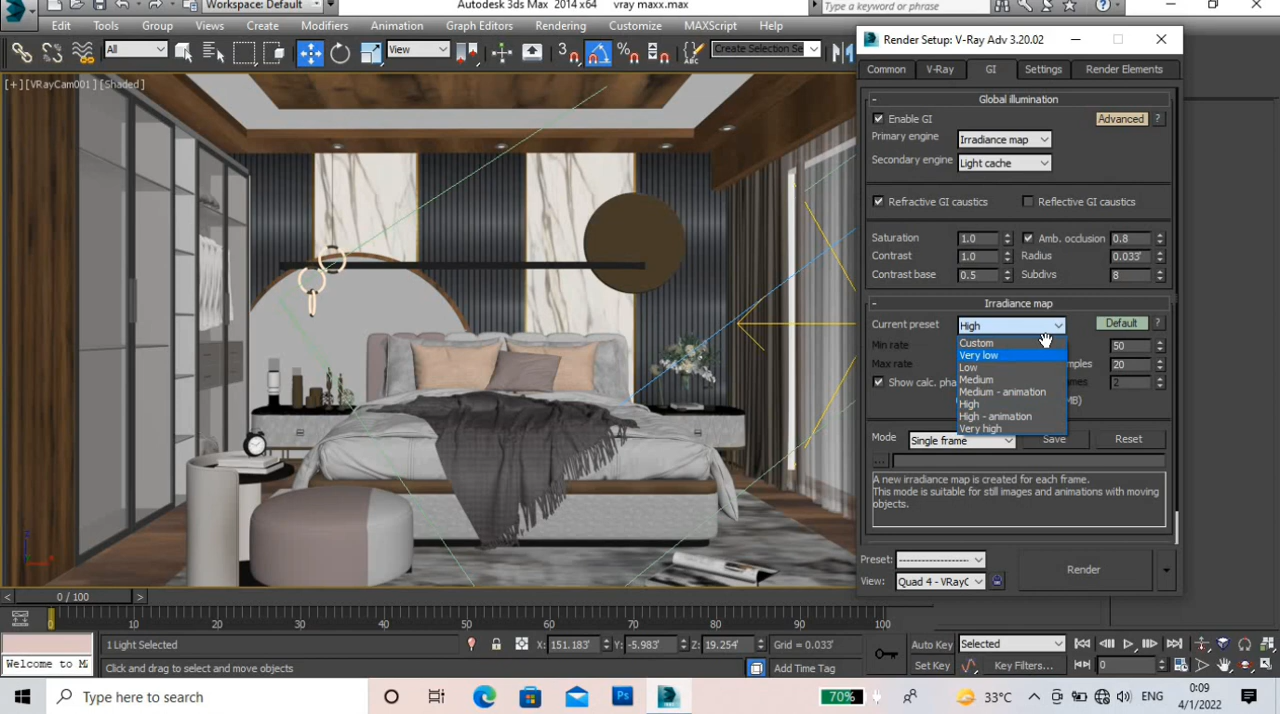 Workspace: Default
Autodesk 3ds Max 2014 x64 vray maxx.max
Type a keyword or phrase
Edit Tools Group Views Create Modifiers Animation Graph Editors Rendering Customize MAXScript Help
All
View
3
Create Selection Se
[+] [VRayCam001] [Shaded]
Render Setup: V-Ray Adv 3.20.02
Common V-Ray GI Settings Render Elements
- Global illumination
Enable GI Advanced ?
Primary engine Irradiance map
Secondary engine Light cache
Refractive GI caustics Reflective GI caustics
Saturation 1.0 Amb. occlusion 0.8
Contrast 1.0 Radius 0.033'
Contrast base 0.5 Subdivs 8
- Irradiance map
Current preset High Default ?
Custom
Min rate 50
Very low
Low
Max rate 20
Medium
Show calc. pha 2
Medium - animation
High
High - animation
Very high
Mode Single frame Save Reset
...
A new irradiance map is created for each frame.
This mode is suitable for still images and animations with moving
objects.
Preset: --------------------
View: Quad 4 - VRayC
Render
< 0 / 100 >
0 10 20 30 40 50 60 70 80 90 100
1 Light Selected X: 151.183' Y: -5.983' Z: 19.254' Grid = 0.033' Auto Key Selected
Welcome to M Click and drag to select and move objects Add Time Tag Set Key Key Filters... 0
Type here to search
70%
33°C
ENG
0:09
4/1/2022